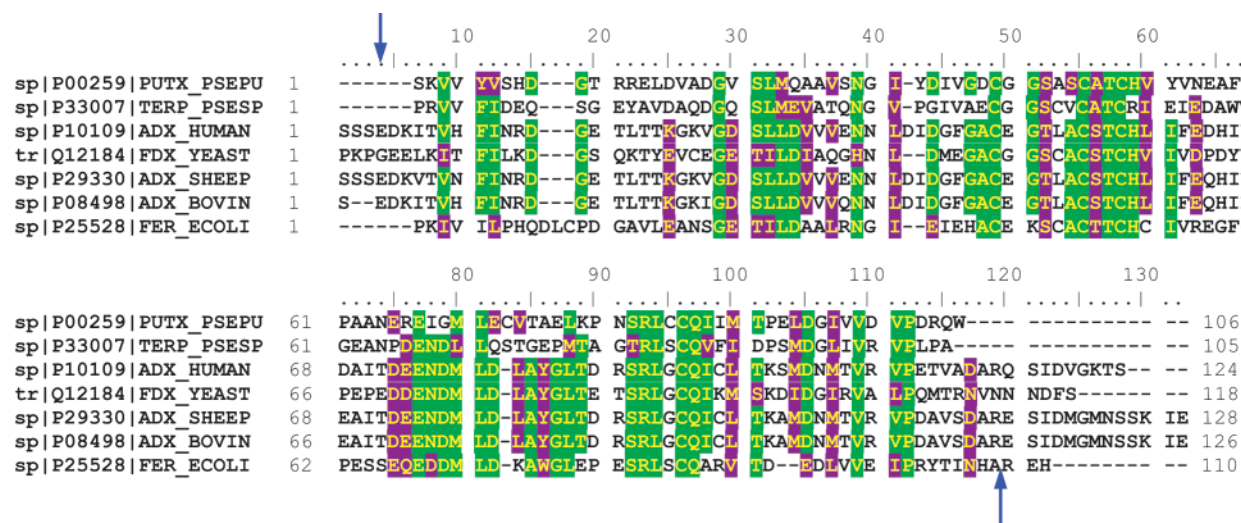 10 20 30 40 50 60
sp|P00259|PUTX_PSEPU 1 ------SKVV YVSHD---GT RRELDVADGV SLMQAAVSNG I-YDIVGDCG GSASCATCHV YVNEAF
sp|P33007|TERP_PSESP 1 ------PRVV FIDEQ---SG EYAVDAQDGQ SLMEVATQNG V-PGIVAECG GSCVCATCRI EIEDAW
sp|P10109|ADX_HUMAN 1 SSSEDKITVH FINRD---GE TLTTKGKVGD SLLDVVVENN LDIDGFGACE GTLACSTCHL IFEDHI
tr|Q12184|FDX_YEAST 1 PKPGEELKIT FILKD---GS QKTYEVCEGE TILDIAQGHN L--DMEGACG GSCACSTCHV IVDPDY
sp|P29330|ADX_SHEEP 1 SSSEDKVTVN FINRD---GE TLTTKGKVGD SLLDVVVENN LDIDGFGACE GTLACSTCHL IFEQHI
sp|P08498|ADX_BOVIN 1 S--EDKITVH FINRD---GE TLTTKGKIGD SLLDVVVQNN LDIDGFGACE GTLACSTCHL IFEQHI
sp|P25528|FER_ECOLI 1 ------PKIV ILPHQDLCPD GAVLEANSGE TILDAALRNG I--EIEHACE KSCACTTCHC IVREGF
80 90 100 110 120 130
sp|P00259|PUTX_PSEPU 61 PAANEREIGM LECVTAELKP NSRLCCQIIM TPELDGIVVD VPDRQW---- ---------- -- 106
sp|P33007|TERP_PSESP 61 GEANPDENDL LQSTGEPMTA GTRLSCQVFI DPSMDGLIVR VPLPA----- ---------- -- 105
sp|P10109|ADX_HUMAN 68 DAITDEENDM LD-LAYGLTD RSRLGCQICL TKSMDNMTVR VPETVADARQ SIDVGKTS-- -- 124
tr|Q12184|FDX_YEAST 66 PEPEDDENDM LD-LAYGLTE TSRLGCQIKM SKDIDGIRVA LPQMTRNVNN NDFS------ -- 118
sp|P29330|ADX_SHEEP 68 EAITDEENDM LD-LAYGLTD RSRLGCQICL TKAMDNMTVR VPDAVSDARE SIDMGMNSSK IE 128
sp|P08498|ADX_BOVIN 66 EAITDEENDM LD-LAYGLTD RSRLGCQICL TKAMDNMTVR VPDAVSDARE SIDMGMNSSK IE 126
sp|P25528|FER_ECOLI 62 PESSEQEDDM LD-KAWGLEP ESRLSCQARV TD--EDLVVE IPRYTINHAR EH-------- -- 110